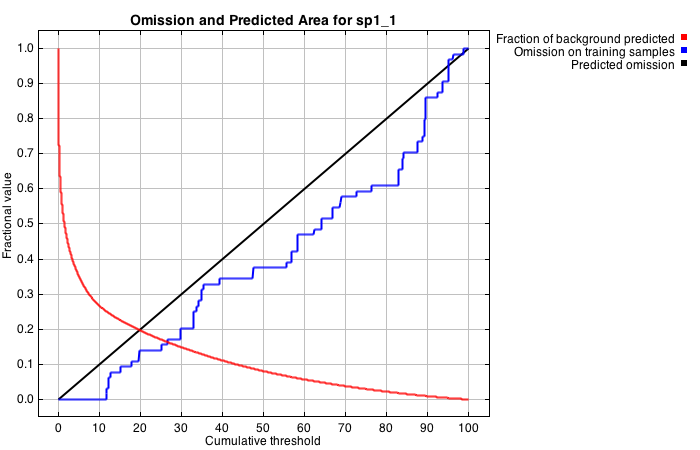 Omission and Predicted Area for sp1_1
Fraction of background predicted
Omission on training samples
Predicted omission
1.0
0.9
0.8
0.7
0.6
0.5
0.4
0.3
0.2
0.1
0.0
Fractional value
0 10 20 30 40 50 60 70 80 90 100
Cumulative threshold